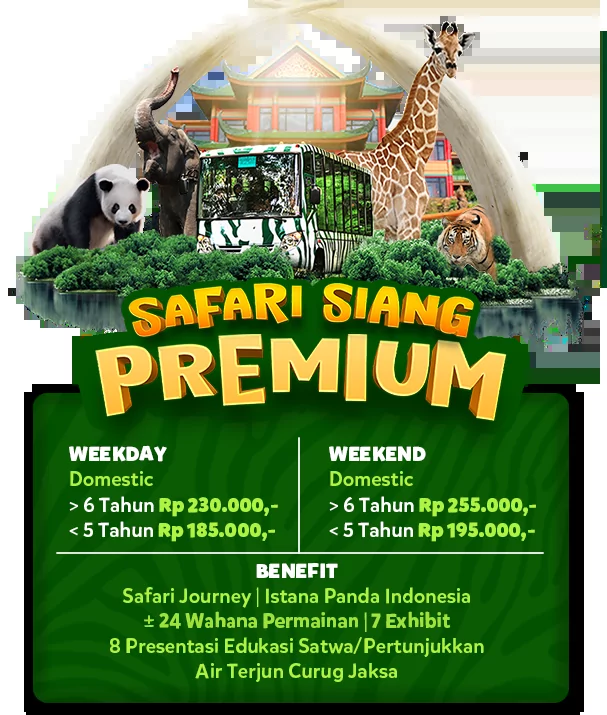 SAFARI SIANG
PREMIUM
WEEKDAY
Domestic
> 6 Tahun Rp 230.000,-
< 5 Tahun Rp 185.000,-
WEEKEND
Domestic
> 6 Tahun Rp 255.000,-
< 5 Tahun Rp 195.000,-
BENEFIT
Safari Journey | Istana Panda Indonesia
± 24 Wahana Permainan | 7 Exhibit
8 Presentasi Edukasi Satwa/Pertunjukkan
Air Terjun Curug Jaksa